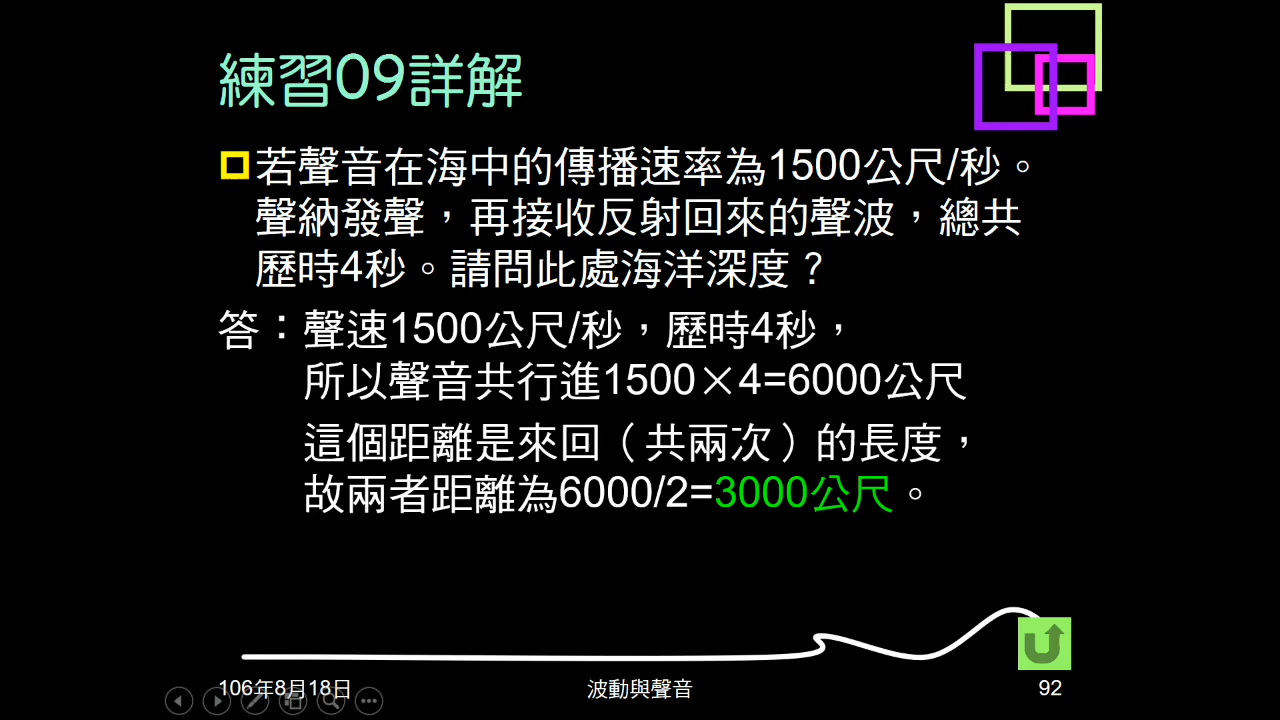 練習09詳解
若聲音在海中的傳播速率為1500公尺/秒。
聲納發聲，再接收反射回來的聲波，總共
歷時4秒。請問此處海洋深度？
答：聲速1500公尺/秒，歷時4秒，
所以聲音共行進1500×4=6000公尺
這個距離是來回（共兩次）的長度，
故兩者距離為6000/2=3000公尺。
106年8月18日
波動與聲音
92